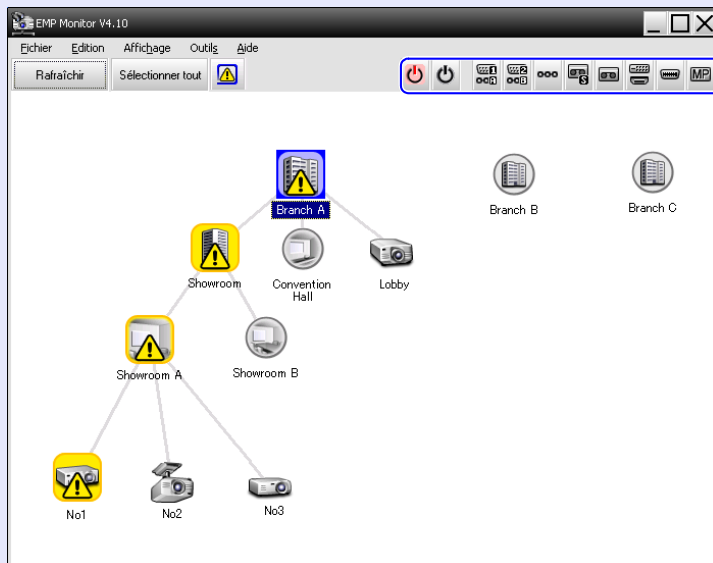 EMP Monitor V4.10
Fichier Edition Affichage Outils Aide
Rafraîchir Sélectionner tout
MP
Branch A
Branch B
Branch C
Showroom
Convention
Hall
Lobby
Showroom A
Showroom B
No1
No2
No3